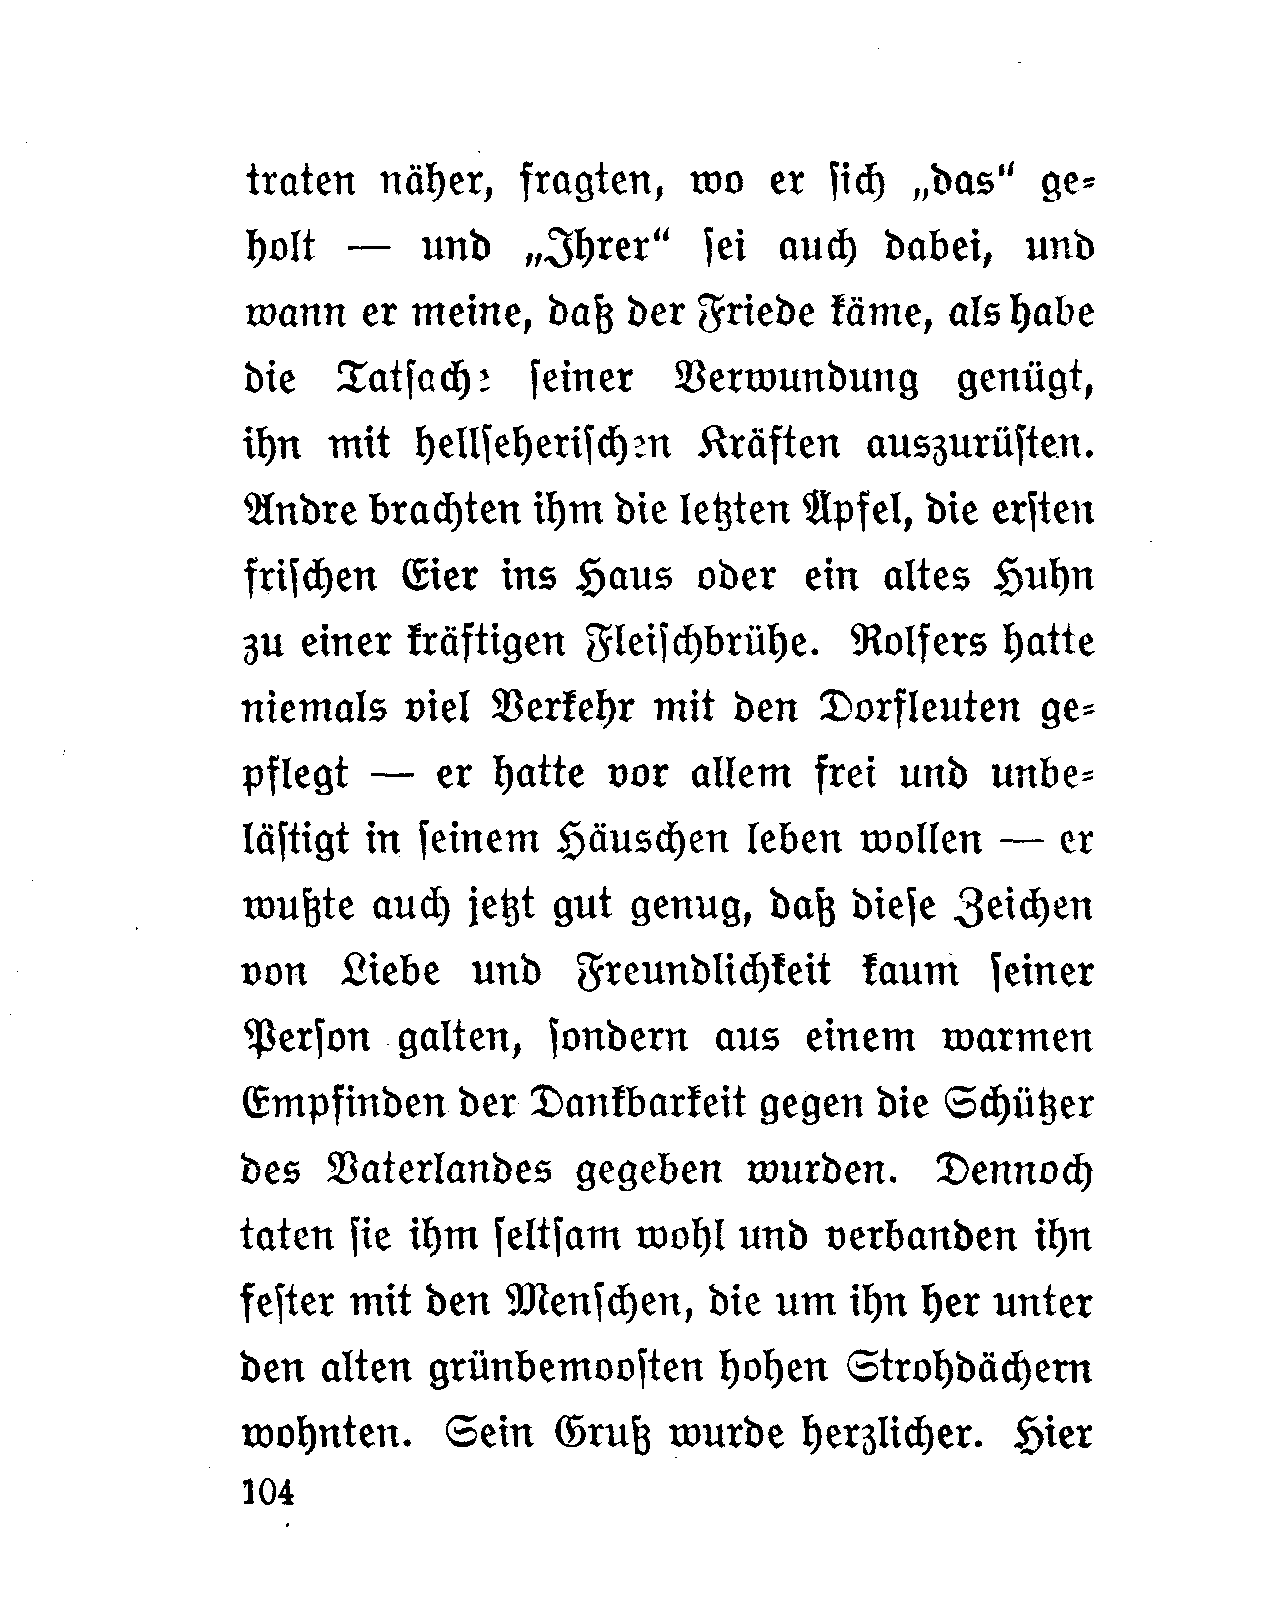 traten näher, fragten, wo er ſich „das“ ge⸗
holt — und „Ihrer“ ſei auch dabei, und
wann er meine, daß der Friede käme, als habe
die Tatſache ſeiner Verwundung genügt,
ihn mit hellſeheriſchen Kräften auszurüſten.
Andre brachten ihm die letzten Äpfel, die erſten
friſchen Eier ins Haus oder ein altes Huhn
zu einer kräftigen Fleiſchbrühe. Rolfers hatte
niemals viel Verkehr mit den Dorfleuten ge⸗
pflegt — er hatte vor allem frei und unbe⸗
läſtigt in ſeinem Häuschen leben wollen — er
wußte auch jetzt gut genug, daß dieſe Zeichen
von Liebe und Freundlichkeit kaum ſeiner
Perſon galten, ſondern aus einem warmen
Empfinden der Dankbarkeit gegen die Schützer
des Vaterlandes gegeben wurden. Dennoch
taten ſie ihm ſeltſam wohl und verbanden ihn
feſter mit den Menſchen, die um ihn her unter
den alten grünbemooſten hohen Strohdächern
wohnten. Sein Gruß wurde herzlicher. Hier
104